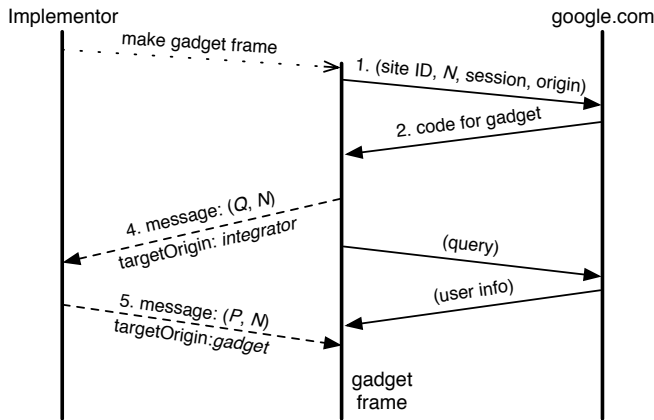 Implementor
google.com
make gadget frame
1. (site ID, N, session, origin)
2. code for gadget
4. message: (Q, N)
targetOrigin: integrator
(query)
(user info)
5. message: (P, N)
targetOrigin:gadget
gadget
frame